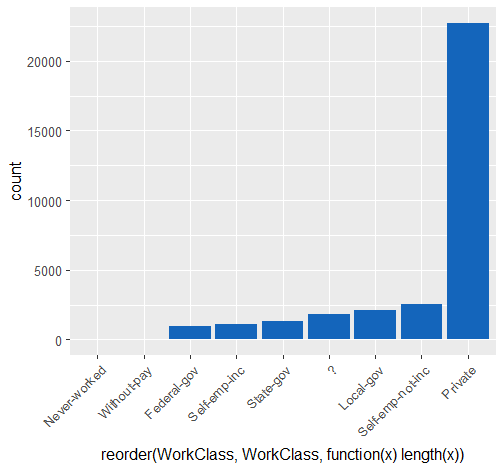 20000
15000
10000
5000
0
count
Never-worked
Without-pay
Federal-gov
Self-emp-inc
State-gov
?
Local-gov
Self-emp-not-inc
Private
reorder(WorkClass, WorkClass, function(x) length(x))